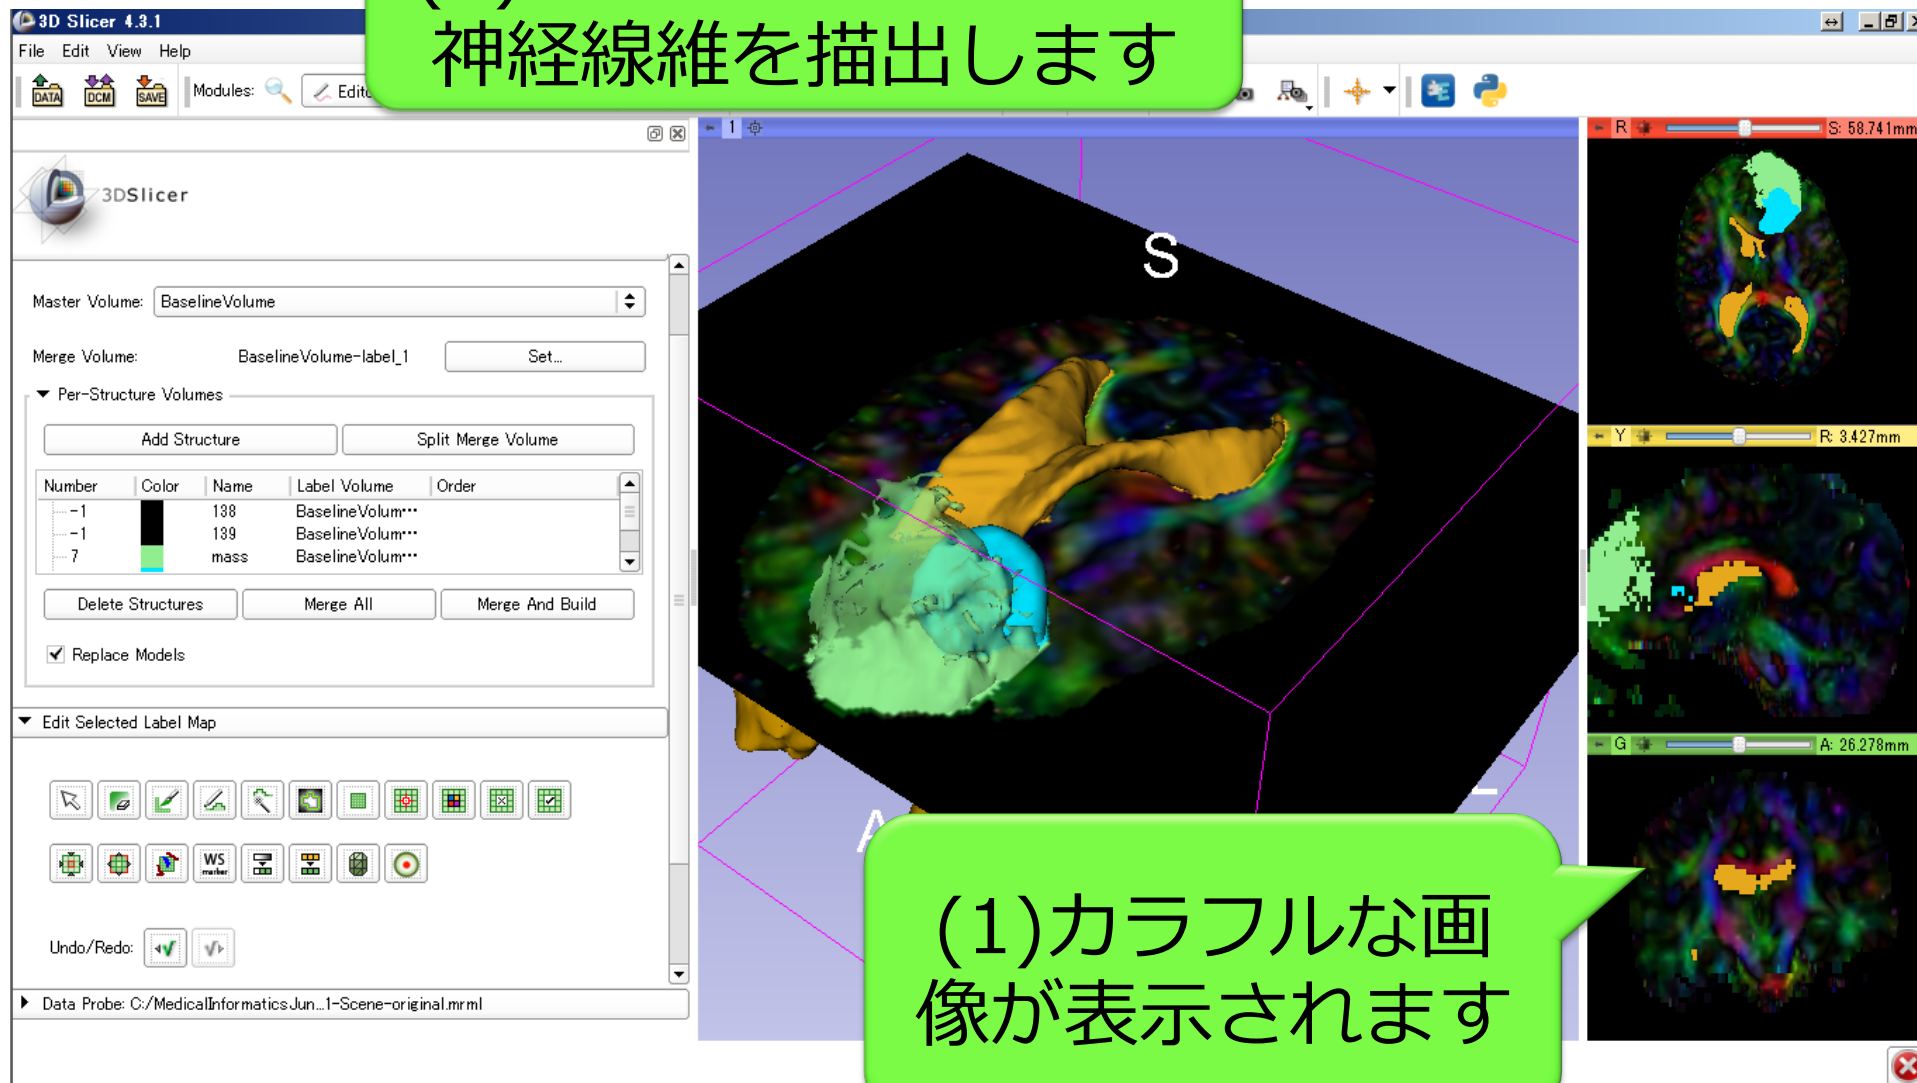 3D Slicer 4.3.1
神経線維を描出します
File Edit View Help
DATA DCM SAVE Modules:
1
R S: 58.741mm
3DSlicer
S
Master Volume: BaselineVolume
Merge Volume: BaselineVolume-label_1 Set...
Per-Structure Volumes
Add Structure Split Merge Volume
Y R: 3.427mm
Number Color Name Label Volume Order
-1 138 BaselineVolum...
-1 139 BaselineVolum...
7 mass BaselineVolum...
Delete Structures Merge All Merge And Build
Replace Models
Edit Selected Label Map
G A: 26.278mm
A
WS
marker
(1)カラフルな画
像が表示されます
Undo/Redo:
Data Probe: C:/MedicalInformaticsJun...1-Scene-original.mrml